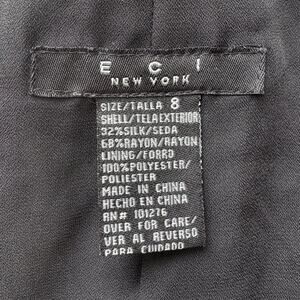 E C I
NEW YORK
SIZE/TALLA 8
SHELL/TELA EXTERIOR
32%SILK/SEDA
68%RAYON/RAYON
LINING/FORRO
100%POLYESTER/
POLIESTER
MADE IN CHINA
HECHO EN CHINA
RN# 101276
OVER FOR CARE/
VER AL REVERSO
PARA CUIDADO